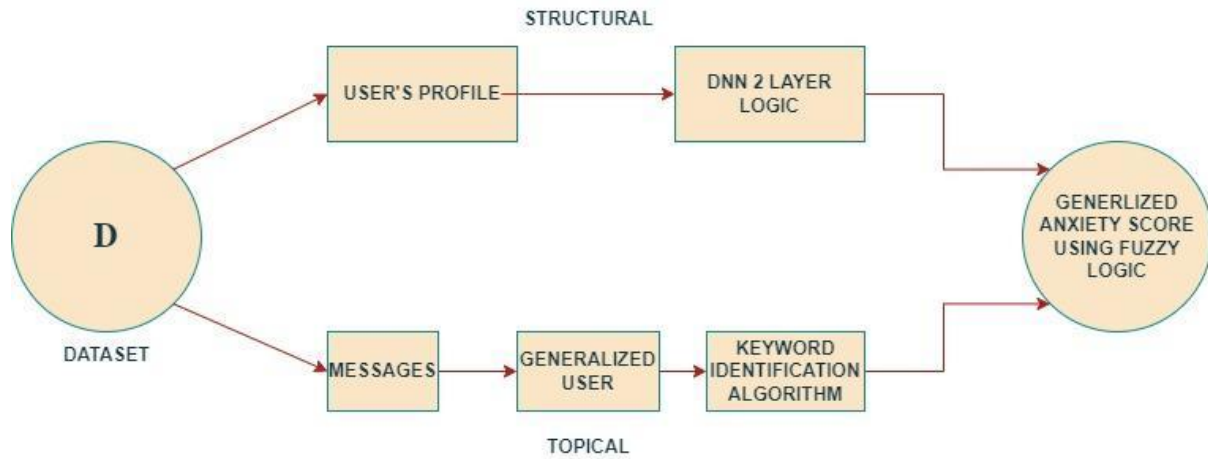 STRUCTURAL
USER'S PROFILE
DNN 2 LAYER
LOGIC
D
DATASET
MESSAGES
GENERALIZED
USER
KEYWORD
IDENTIFICATION
ALGORITHM
TOPICAL
GENERLIZED
ANXIETY SCORE
USING FUZZY
LOGIC